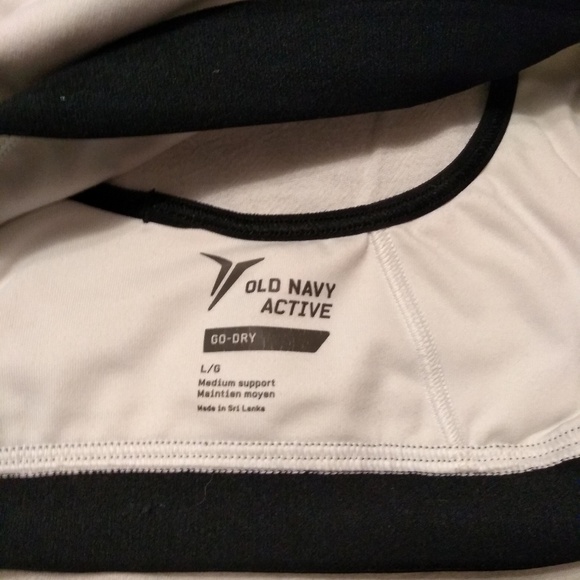 OLD NAVY
ACTIVE
GO-DRY
L/G
Medium support
Maintien moyen
Made in Sri Lanka